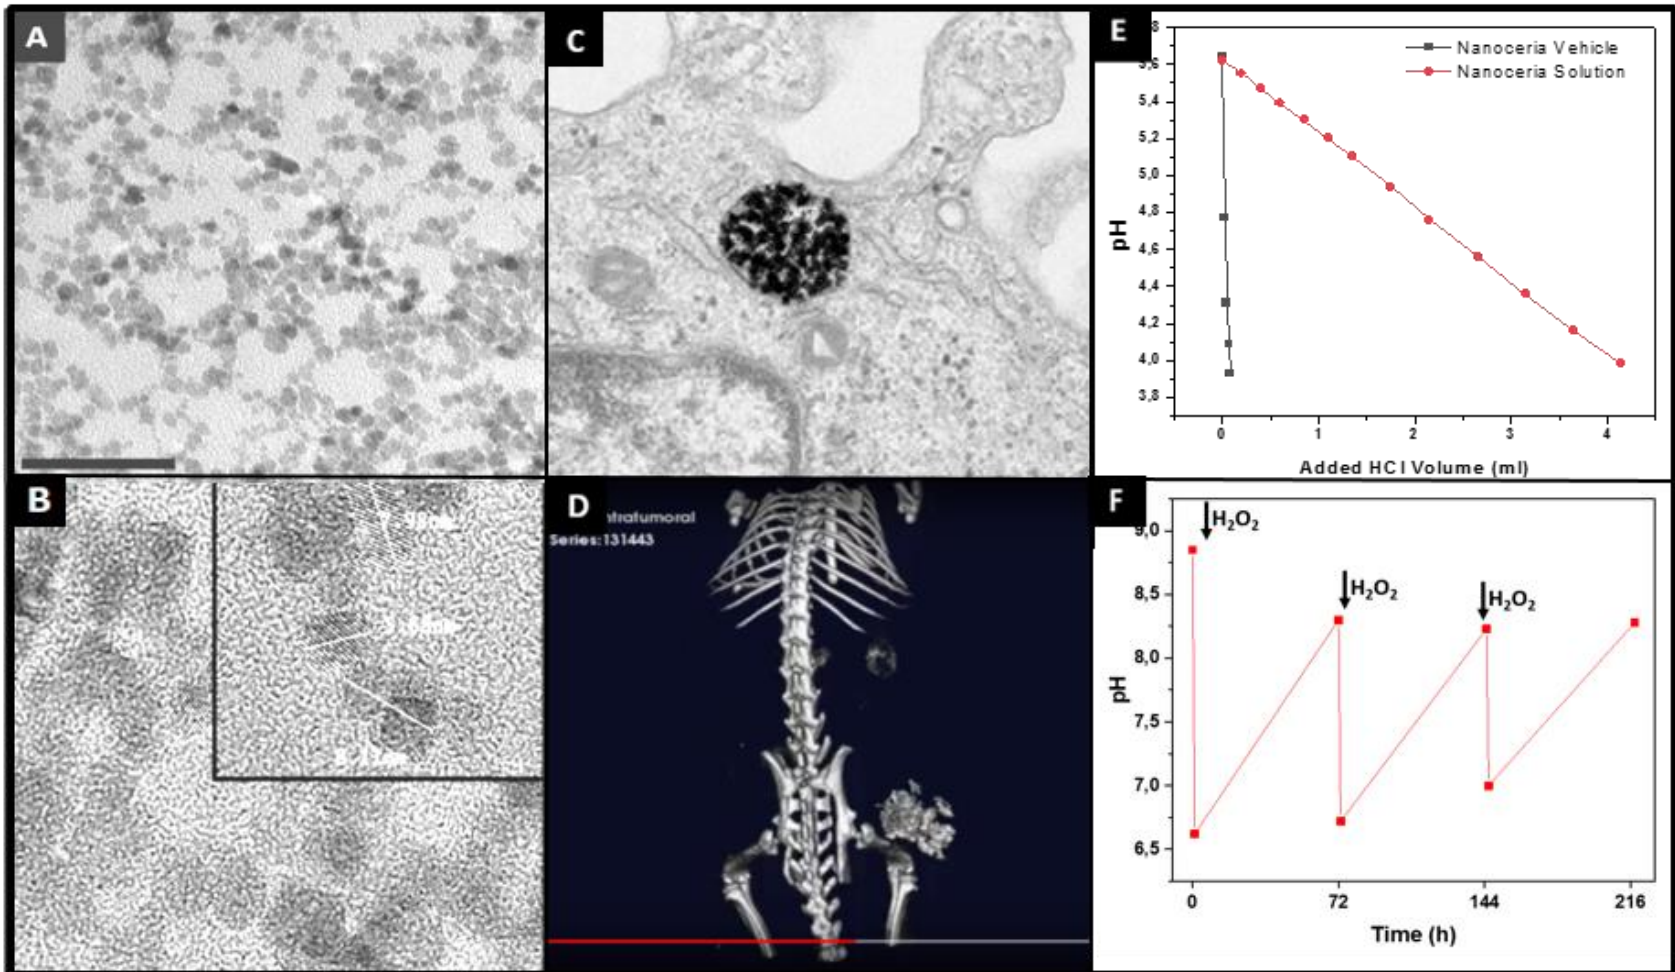 A
B
C
D
ntratumoral
Series:131443
E
Nanoceria Vehicle
Nanoceria Solution
pH
5,6
5,4
5,2
5,0
4,8
4,6
4,4
4,2
4,0
3,8
0
1
2
3
4
Added HCl Volume (ml)
F
H₂O₂
H₂O₂
H₂O₂
pH
9,0
8,5
8,0
7,5
7,0
6,5
0
72
144
216
Time (h)